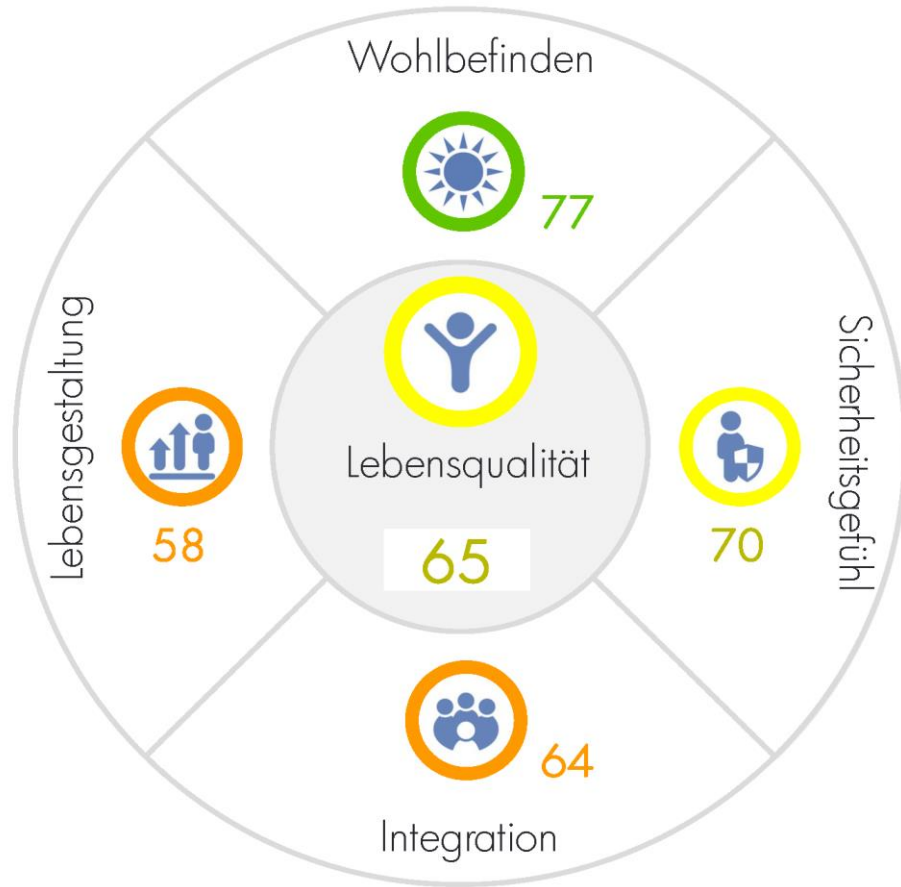 Wohlbefinden
77
Lebensgestaltung
58
Lebensqualität
65
Sicherheitsgefühl
70
64
Integration